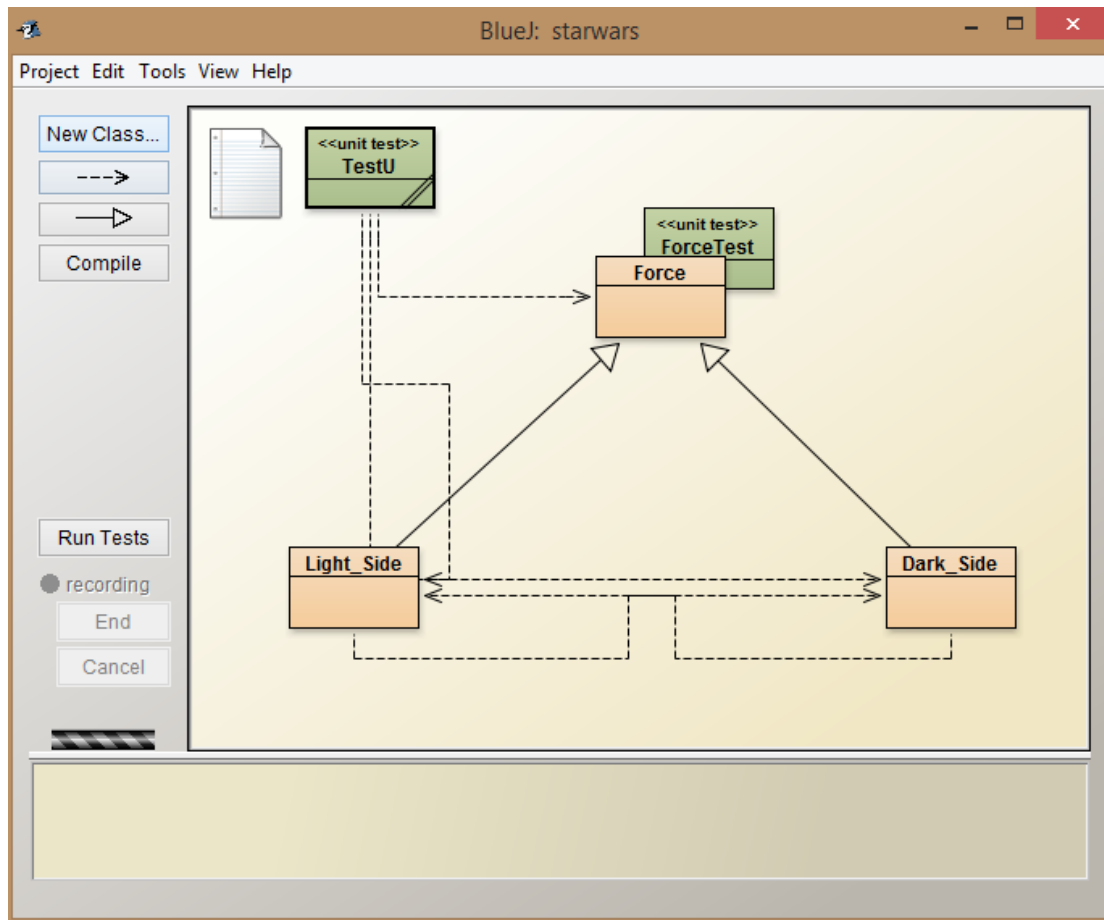 BlueJ: starwars
Project Edit Tools View Help
New Class...
Compile
Run Tests
recording
End
Cancel
<<unit test>>
TestU
<<unit test>>
ForceTest
Force
Light_Side
Dark_Side